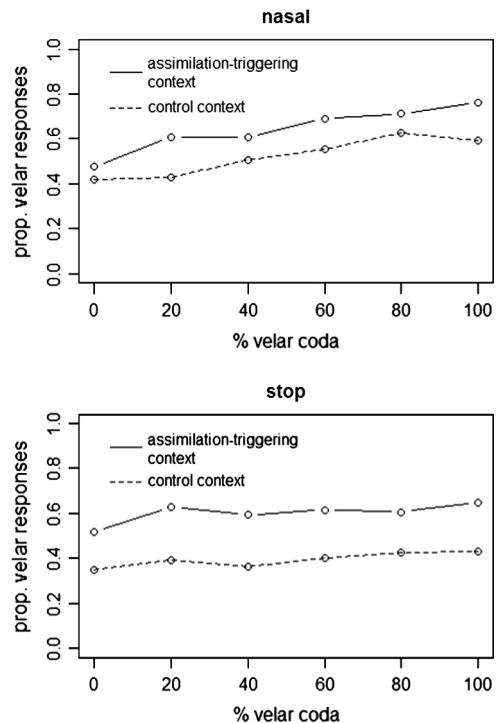 nasal
prop. velar responses
1.0
0.8
0.6
0.4
0.2
0.0
assimilation-triggering
context
control context
0 20 40 60 80 100
% velar coda
stop
prop. velar responses
1.0
0.8
0.6
0.4
0.2
0.0
assimilation-triggering
context
control context
0 20 40 60 80 100
% velar coda